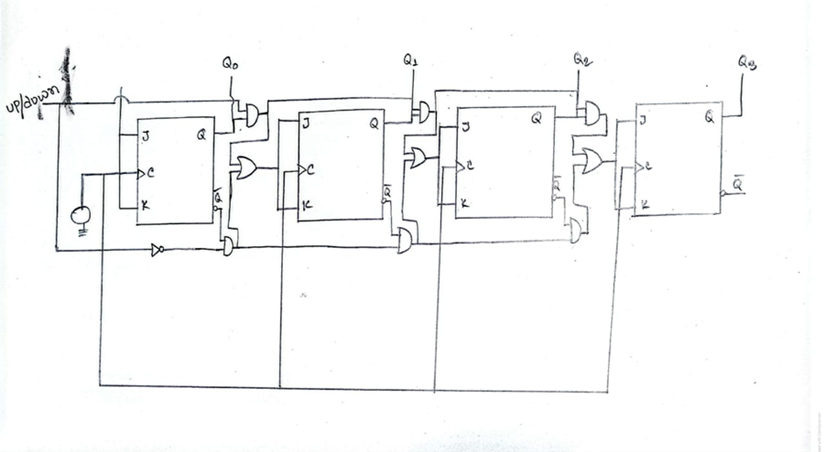 Q0 Q1 Q2 Q3
up/down
J Q J Q J Q J Q
C C C C
K Q̅ K Q̅ K Q̅ K Q̅